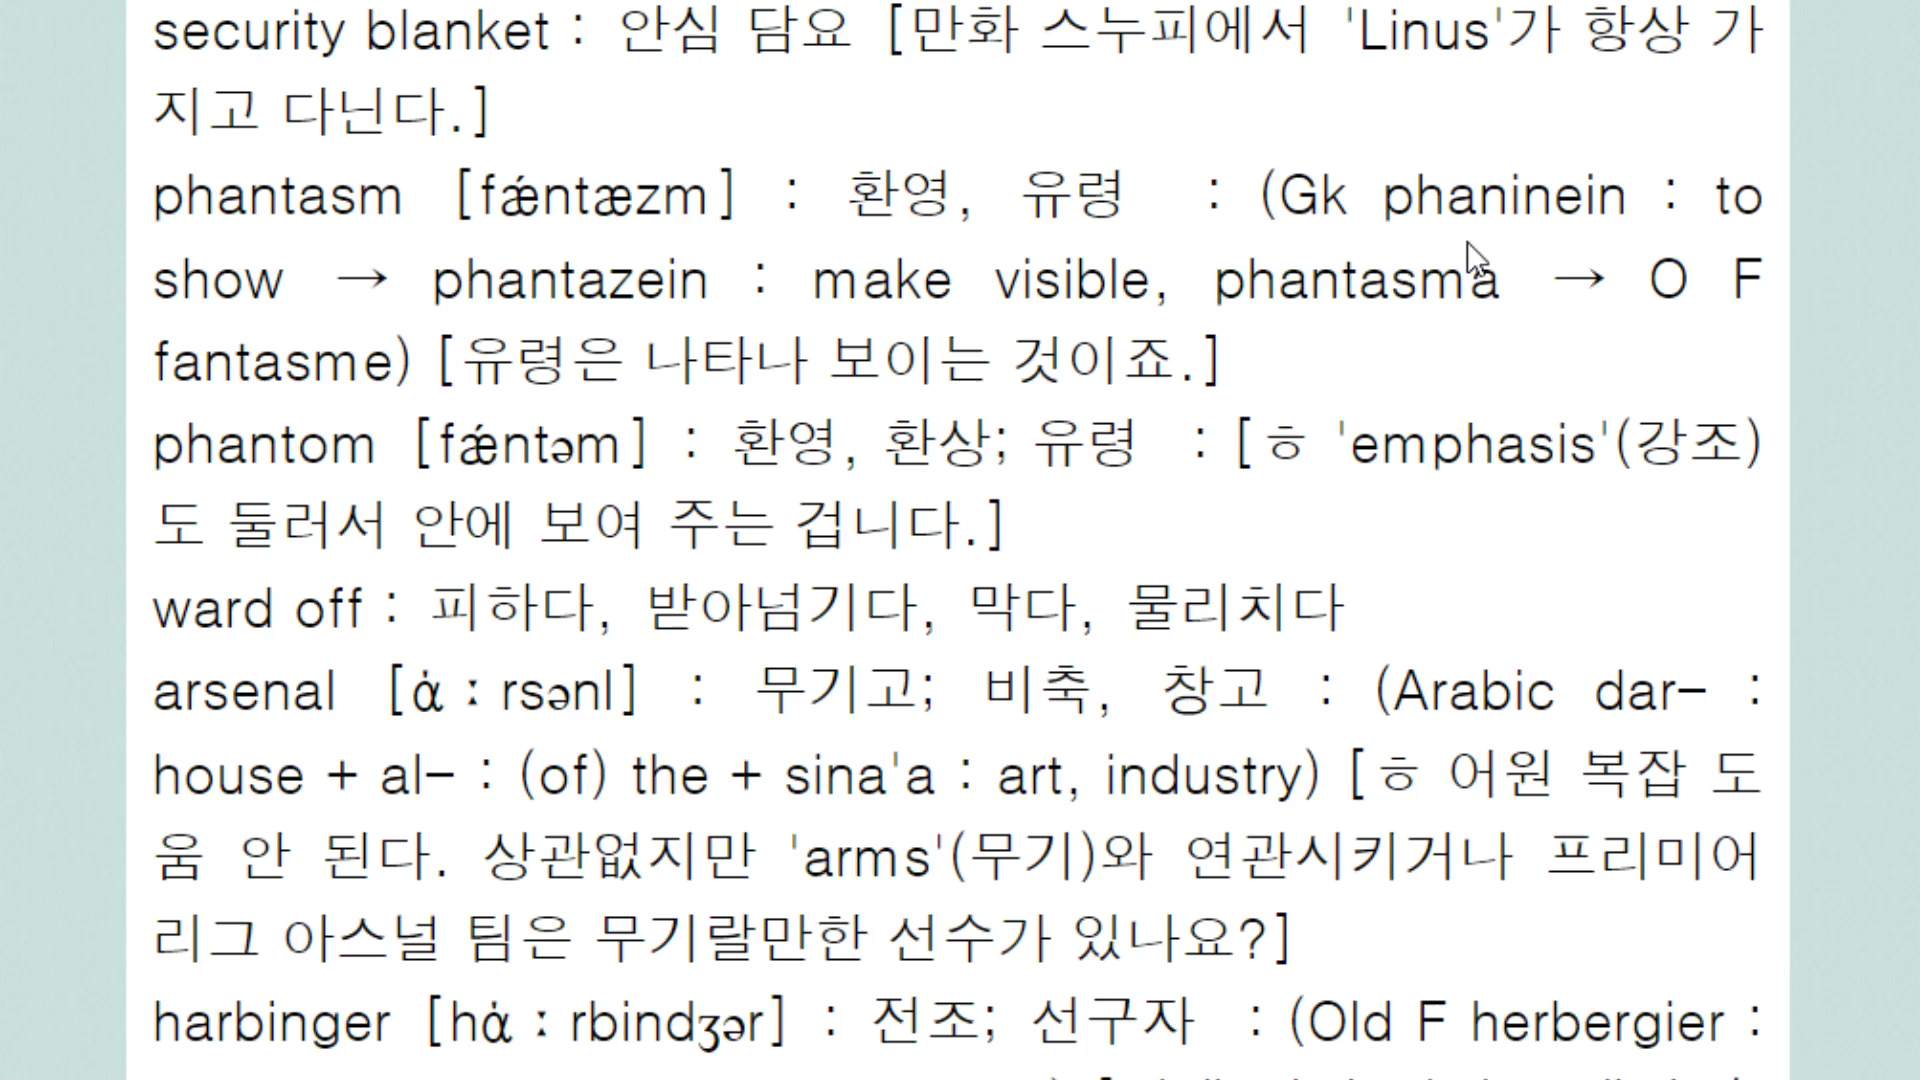 security blanket : 안심 담요 [만화 스누피에서 'Linus'가 항상 가
지고 다닌다.]
phantasm [fǽntæzm] : 환영, 유령 : (Gk phaninein : to
show → phantazein : make visible, phantasma → O F
fantasme) [유령은 나타나 보이는 것이죠.]
phantom [fǽntəm] : 환영, 환상; 유령 : [ㅎ 'emphasis'(강조)
도 둘러서 안에 보여 주는 겁니다.]
ward off : 피하다, 받아넘기다, 막다, 물리치다
arsenal [ɑ́ːrsənl] : 무기고; 비축, 창고 : (Arabic dar– :
house + al– : (of) the + sina'a : art, industry) [ㅎ 어원 복잡 도
움 안 된다. 상관없지만 'arms'(무기)와 연관시키거나 프리미어
리그 아스널 팀은 무기랄만한 선수가 있나요?]
harbinger [hɑ́ːrbindʒər] : 전조; 선구자 : (Old F herbergier :